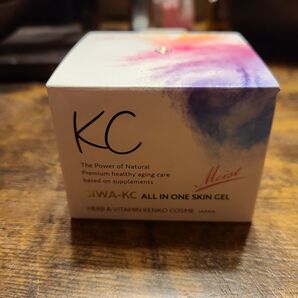 KC
The Power of Natural
Premium healthy aging care
based on supplements
Moist
IWA-KC ALL IN ONE SKIN GEL
HERB & VITAMIN KENKO COSME JAPAN